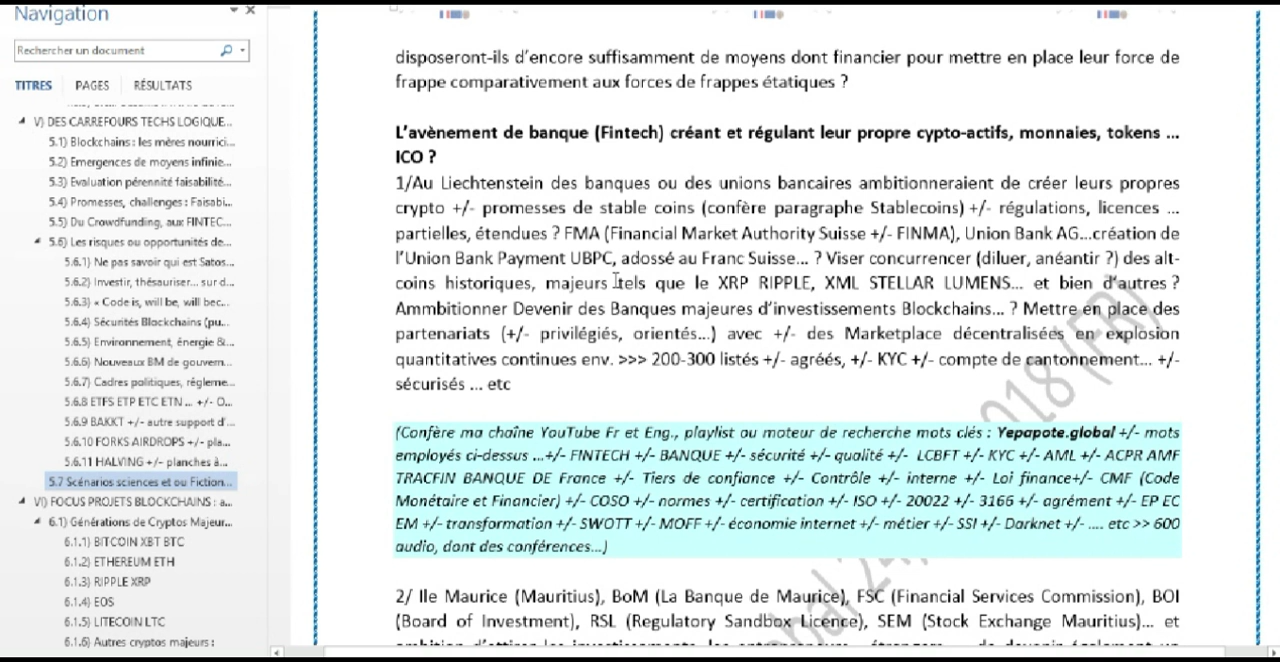 Navigation
Rechercher un document
TITRES PAGES RÉSULTATS
V) DES CARREFOURS TECHS LOGIQUE...
5.1) Blockchains : les mères nourrici...
5.2) Emergences de moyens infinie...
5.3) Evaluation pérennité faisabilité...
5.4) Promesses, challenges : Faisabi...
5.5) Du Crowdfunding, aux FINTEC...
5.6) Les risques ou opportunités de...
5.6.1) Ne pas savoir qui est Satos...
5.6.2) Investir, thésauriser... sur d...
5.6.3) « Code is, will be, will bec...
5.6.4) Sécurités Blockchains (pu...
5.6.5) Environnement, énergie &...
5.6.6) Nouveaux BM de gouvern...
5.6.7) Cadres politiques, régleme...
5.6.8 ETFS ETP ETC ETN ... +/- O...
5.6.9 BAKKT +/- autre support d'...
5.6.10 FORKS AIRDROPS +/- pla...
5.6.11 HALVING +/- planches à...
5.7 Scénarios sciences et ou Fiction...
VI) FOCUS PROJETS BLOCKCHAINS : a...
6.1) Générations de Cryptos Majeur...
6.1.1) BITCOIN XBT BTC
6.1.2) ETHEREUM ETH
6.1.3) RIPPLE XRP
6.1.4) EOS
6.1.5) LITECOIN LTC
6.1.6) Autres cryptos majeurs :
disposeront-ils d'encore suffisamment de moyens dont financier pour mettre en place leur force de
frappe comparativement aux forces de frappes étatiques ?
L'avènement de banque (Fintech) créant et régulant leur propre cypto-actifs, monnaies, tokens ...
ICO ?
1/Au Liechtenstein des banques ou des unions bancaires ambitionneraient de créer leurs propres
crypto +/- promesses de stable coins (confère paragraphe Stablecoins) +/- régulations, licences ...
partielles, étendues ? FMA (Financial Market Authority Suisse +/- FINMA), Union Bank AG...création de
l'Union Bank Payment UBPC, adossé au Franc Suisse... ? Viser concurrencer (diluer, anéantir ?) des alt-
coins historiques, majeurs tels que le XRP RIPPLE, XML STELLAR LUMENS... et bien d'autres ?
Ammbitionner Devenir des Banques majeures d'investissements Blockchains... ? Mettre en place des
partenariats (+/- privilégiés, orientés...) avec +/- des Marketplace décentralisées en explosion
quantitatives continues env. >>> 200-300 listés +/- agréés, +/- KYC +/- compte de cantonnement... +/-
sécurisés ... etc
(Confère ma chaîne YouTube Fr et Eng., playlist ou moteur de recherche mots clés : Yepapote.global +/- mots
employés ci-dessus ...+/- FINTECH +/- BANQUE +/- sécurité +/- qualité +/- LCBFT +/- KYC +/- AML +/- ACPR AMF
TRACFIN BANQUE DE France +/- Tiers de confiance +/- Contrôle +/- interne +/- Loi finance+/- CMF (Code
Monétaire et Financier) +/- COSO +/- normes +/- certification +/- ISO +/- 20022 +/- 3166 +/- agrément +/- EP EC
EM +/- transformation +/- SWOTT +/- MOFF +/- économie internet +/- métier +/- SSI +/- Darknet +/- .... etc >> 600
audio, dont des conférences...)
2/ Ile Maurice (Mauritius), BoM (La Banque de Maurice), FSC (Financial Services Commission), BOI
(Board of Investment), RSL (Regulatory Sandbox Licence), SEM (Stock Exchange Mauritius)... et